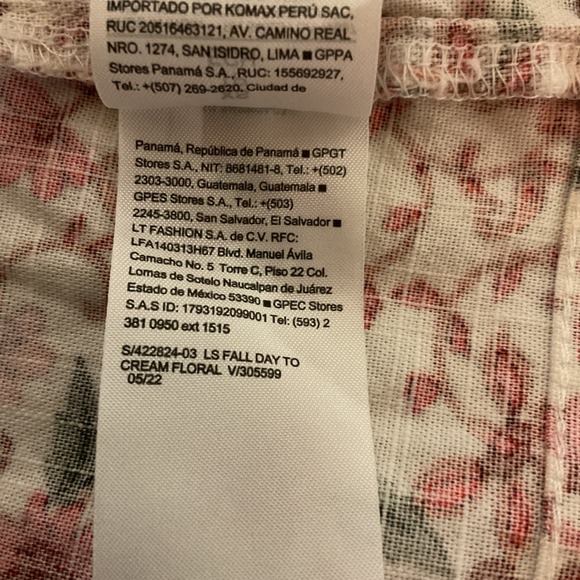 IMPORTADO POR KOMAX PERÚ SAC,
RUC 20516463121, AV. CAMINO REAL
NRO. 1274, SAN ISIDRO, LIMA ■ GPPA
Stores Panamá S.A., RUC: 155692927,
Tel.: +(507) 269-2620, Ciudad de
Panamá, República de Panamá ■ GPGT
Stores S.A., NIT: 8681481-8, Tel.: +(502)
2303-3000, Guatemala, Guatemala ■
GPES Stores S.A., Tel.: +(503)
2245-3800, San Salvador, El Salvador ■
LT FASHION S.A. de C.V. RFC:
LFA140313H67 Blvd. Manuel Ávila
Camacho No. 5 Torre C, Piso 22 Col.
Lomas de Sotelo Naucalpan de Juárez
Estado de México 53390 ■ GPEC Stores
S.A.S ID: 1793192099001 Tel: (593) 2
381 0950 ext 1515
S/422824-03 LS FALL DAY TO
CREAM FLORAL V/305599
05/22